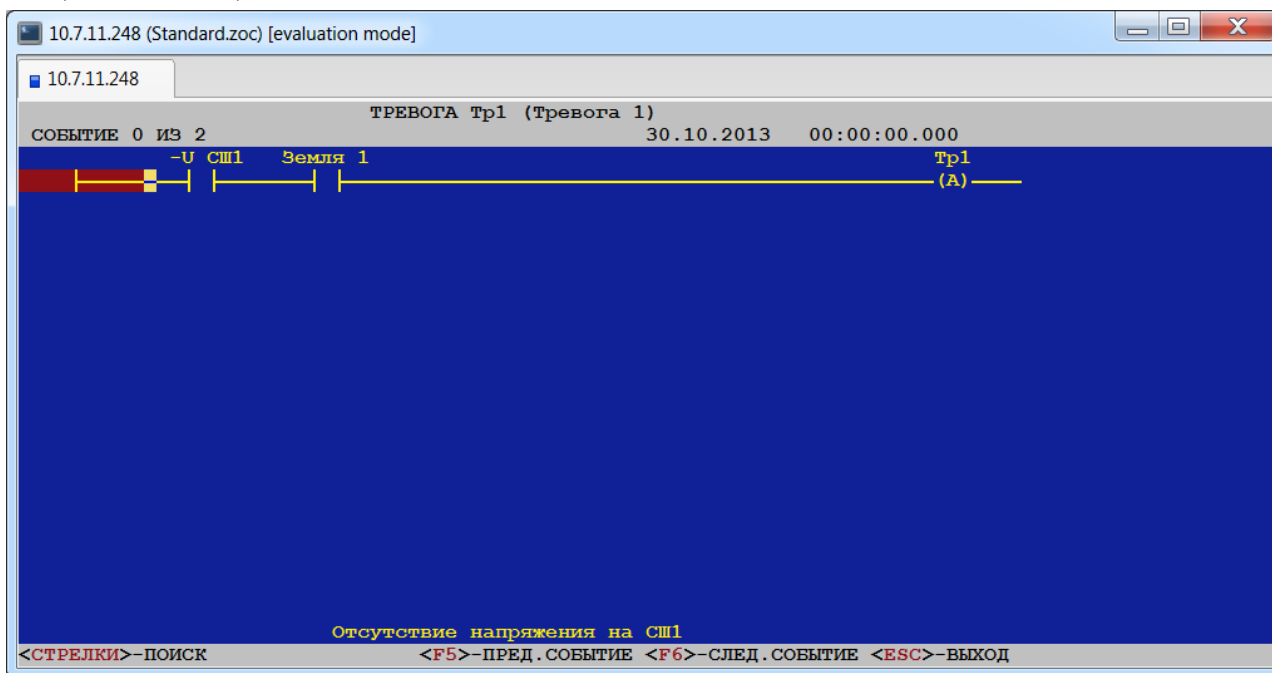 10.7.11.248 (Standard.zoc) [evaluation mode]
10.7.11.248
ТРЕВОГА Тр1 (Тревога 1)
СОБЫТИЕ 0 ИЗ 2 30.10.2013 00:00:00.000
-U СШ1 Земля 1 Тр1
(А)
Отсутствие напряжения на СШ1
<СТРЕЛКИ>-ПОИСК <F5>-ПРЕД.СОБЫТИЕ <F6>-СЛЕД.СОБЫТИЕ <ESC>-ВЫХОД